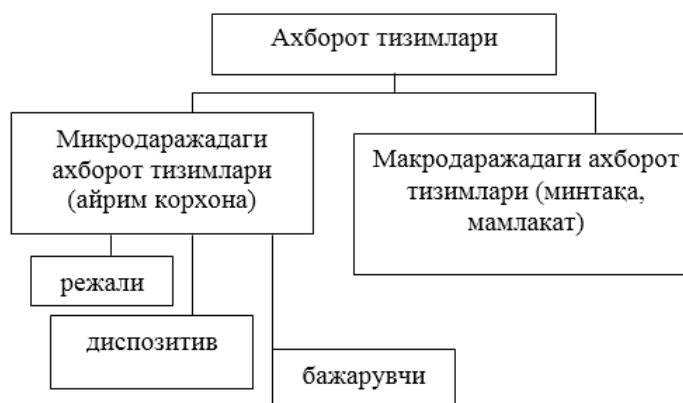 Ахборот тизимлари
Микродаражадаги
ахборот тизимлари
(айрим корхона)
Макродаражадаги ахборот
тизимлари (минтақа,
мамлакат)
режали
диспозитив
бажарувчи